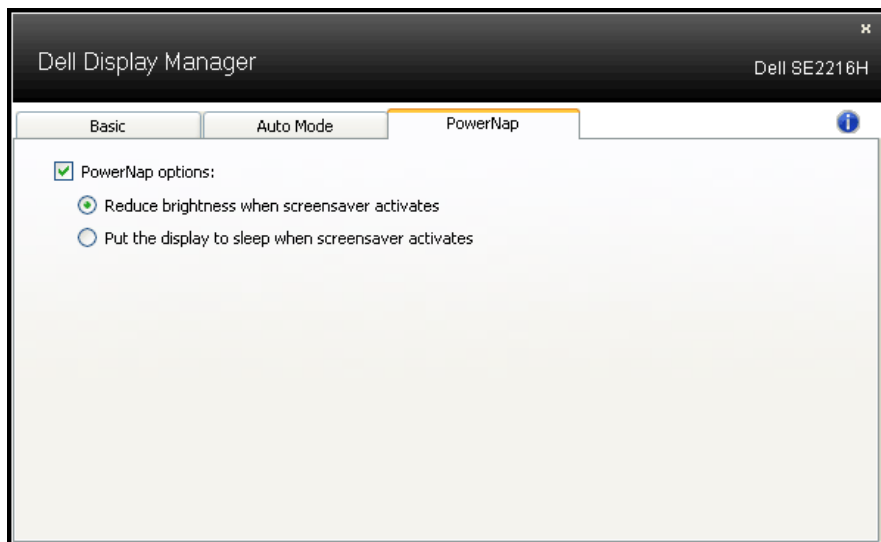 Dell Display Manager
Dell SE2216H
Basic
Auto Mode
PowerNap
PowerNap options:
Reduce brightness when screensaver activates
Put the display to sleep when screensaver activates